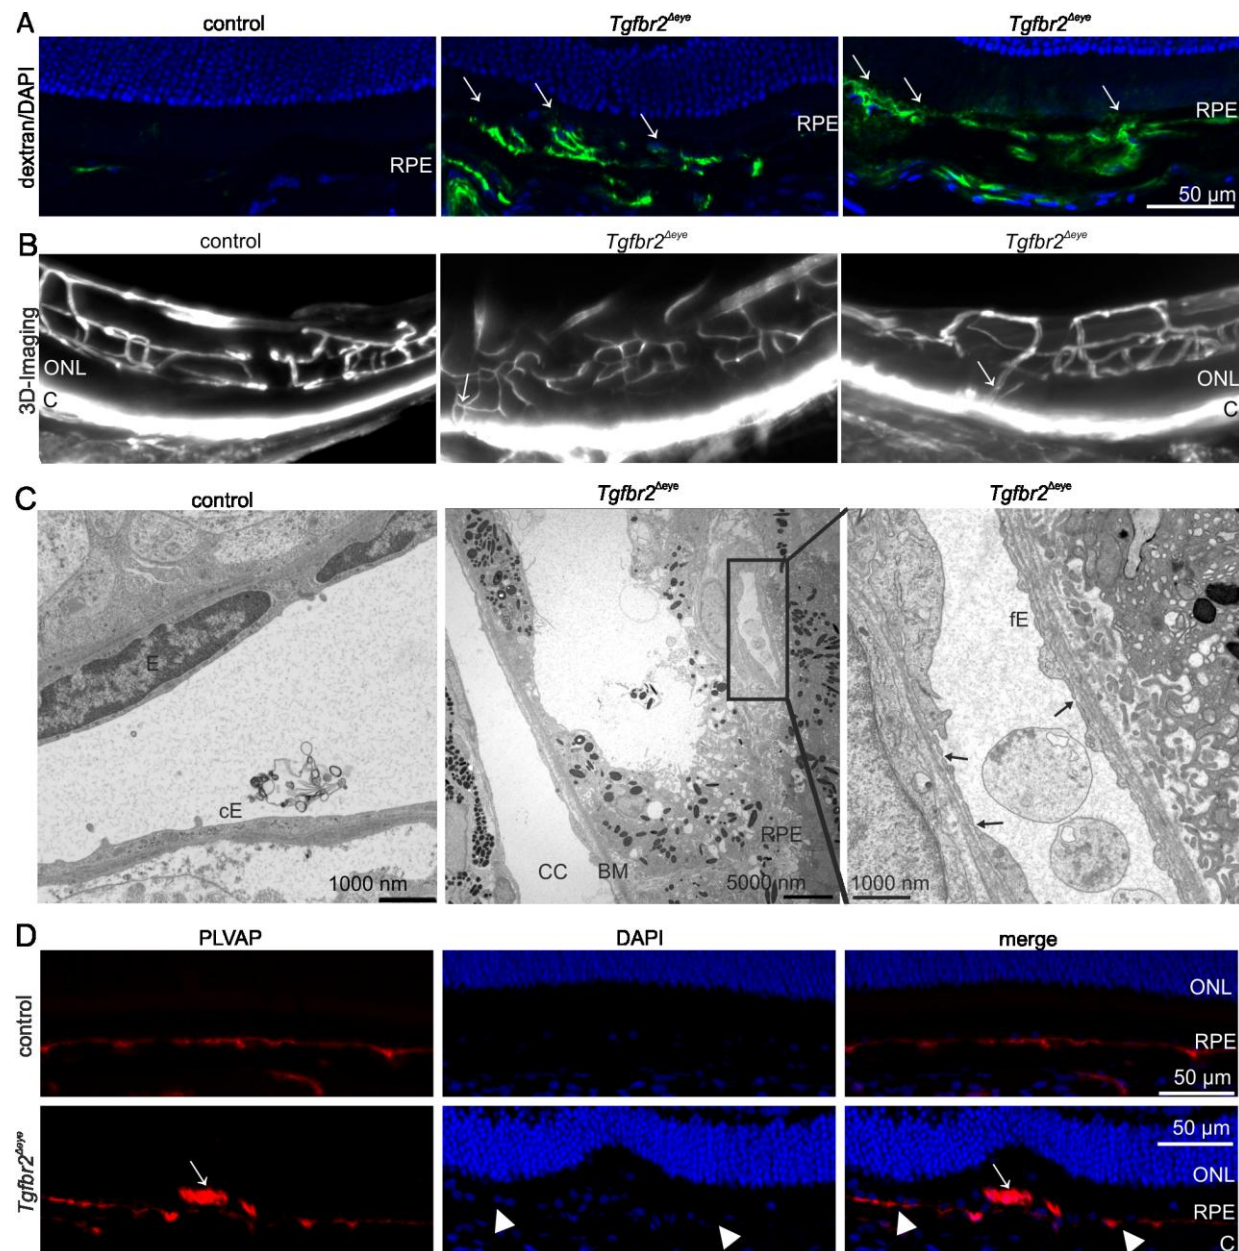 A
control
Tgfbr2Δeye
Tgfbr2Δeye
dextran/DAPI
RPE
RPE
RPE
50 µm
B
control
Tgfbr2Δeye
Tgfbr2Δeye
3D-Imaging
ONL
C
ONL
C
C
control
Tgfbr2Δeye
Tgfbr2Δeye
E
cE
1000 nm
CC
BM
RPE
5000 nm
fE
1000 nm
D
PLVAP
DAPI
merge
control
ONL
RPE
50 µm
Tgfbr2Δeye
50 µm
ONL
RPE
C